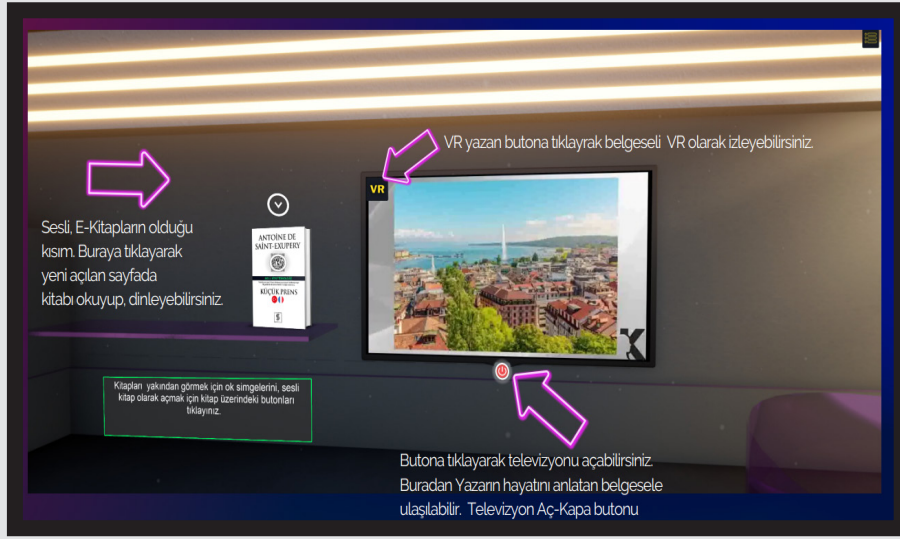 VR yazan butona tıklayrak belgeseli VR olarak izleyebilirsiniz.
VR
Sesli, E-Kitapların olduğu
kısım. Buraya tıklayarak
yeni açılan sayfada
kitabı okuyup, dinleyebilirsiniz.
ANTOINE DE
SAINT-EXUPERY
KÜÇÜK PRENS
Kitapları yakından görmek için ok simgelerini, sesli
kitap olarak açmak için kitap üzerindeki butonları
tıklayınız.
Butona tıklayarak televizyonu açabilirsiniz.
Buradan Yazarın hayatını anlatan belgesele
ulaşılabilir. Televizyon Aç-Kapa butonu